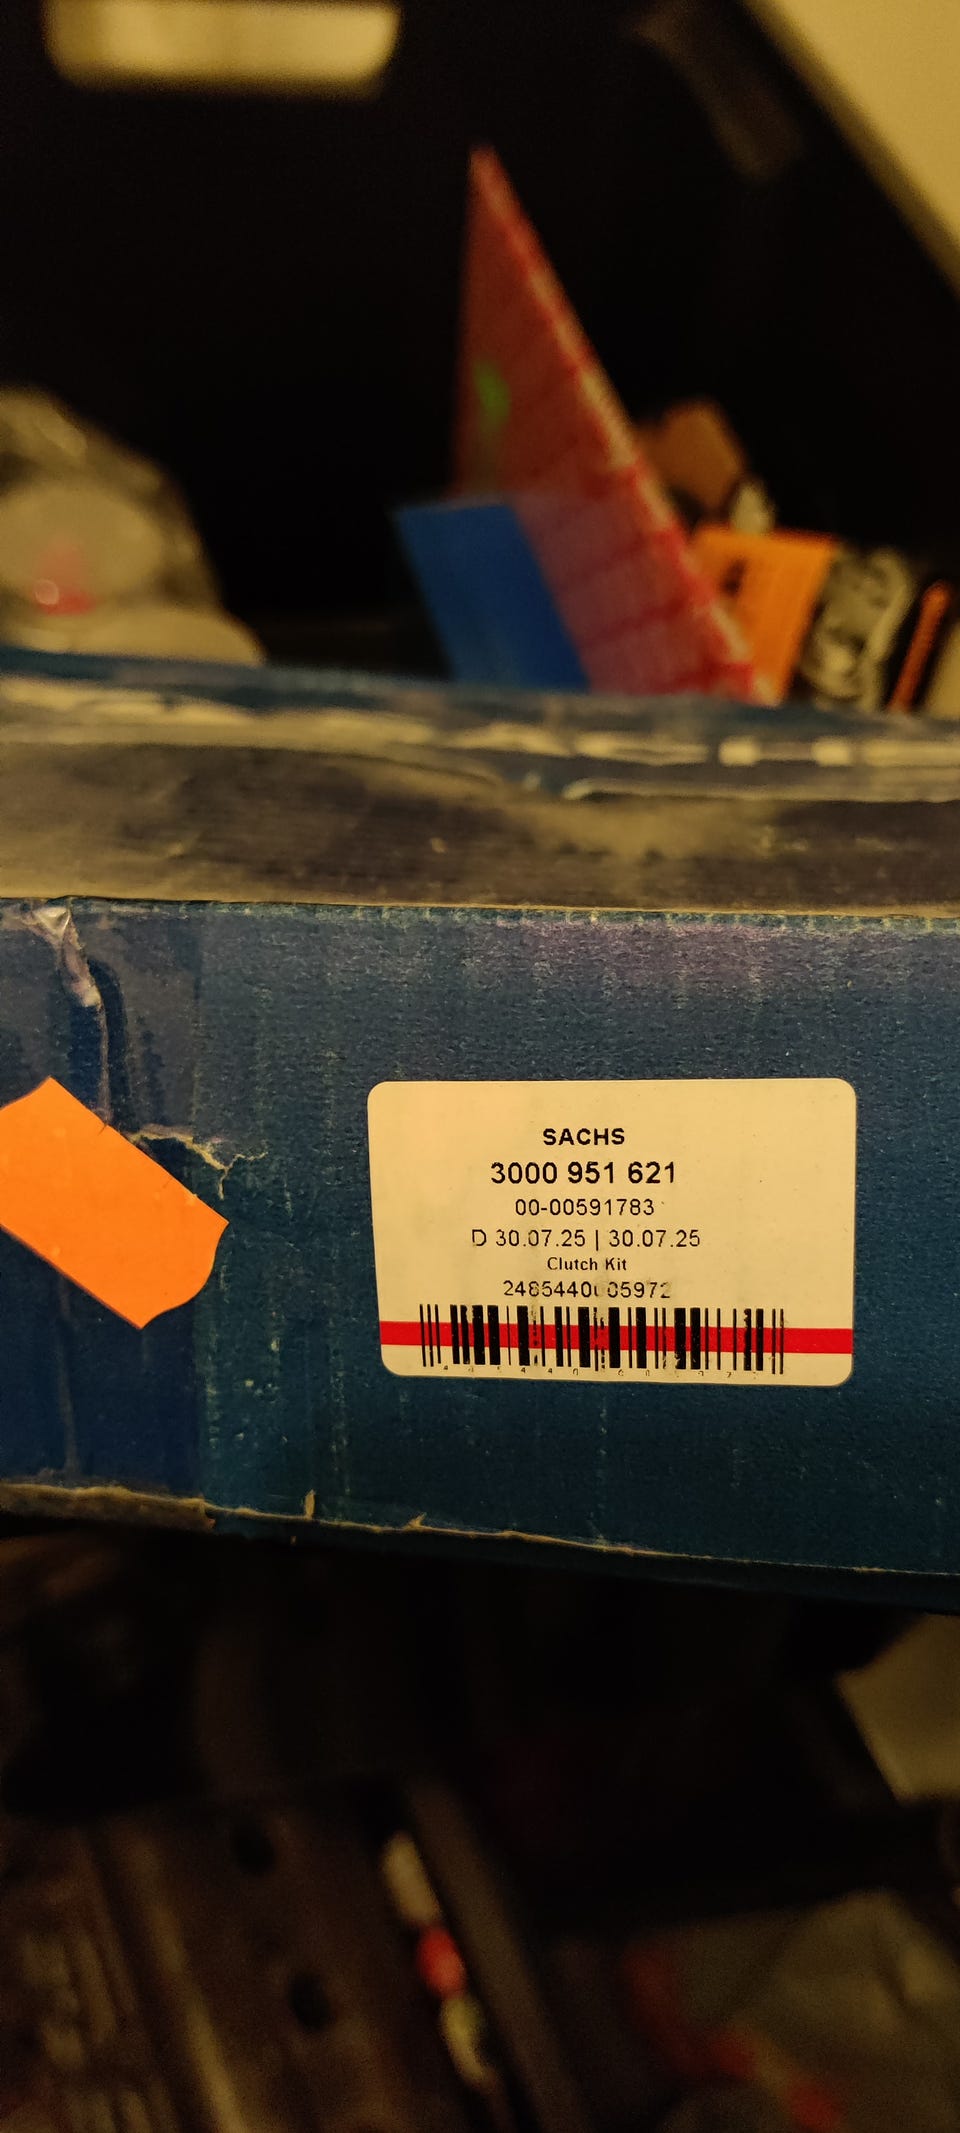 SACHS
3000 951 621
00-00591783
D 30.07.25 | 30.07.25
Clutch Kit